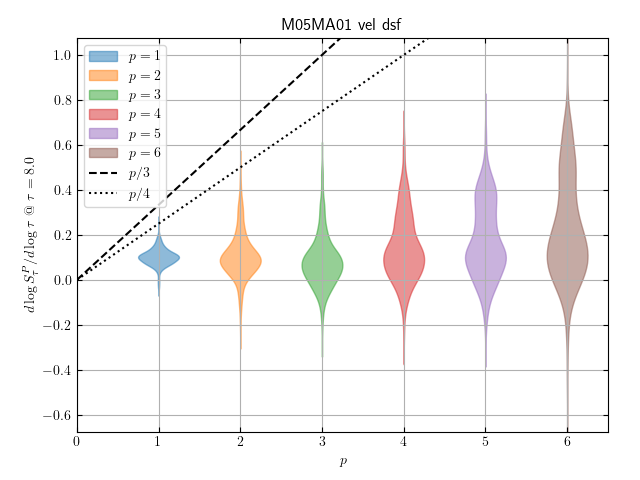 M05MA01 vel dsf
p = 1
p = 2
p = 3
p = 4
p = 5
p = 6
p/3
p/4
1.0
0.8
0.6
0.4
0.2
0.0
−0.2
−0.4
−0.6
d log S_τ^P / d log τ @ τ = 8.0
0 1 2 3 4 5 6
p